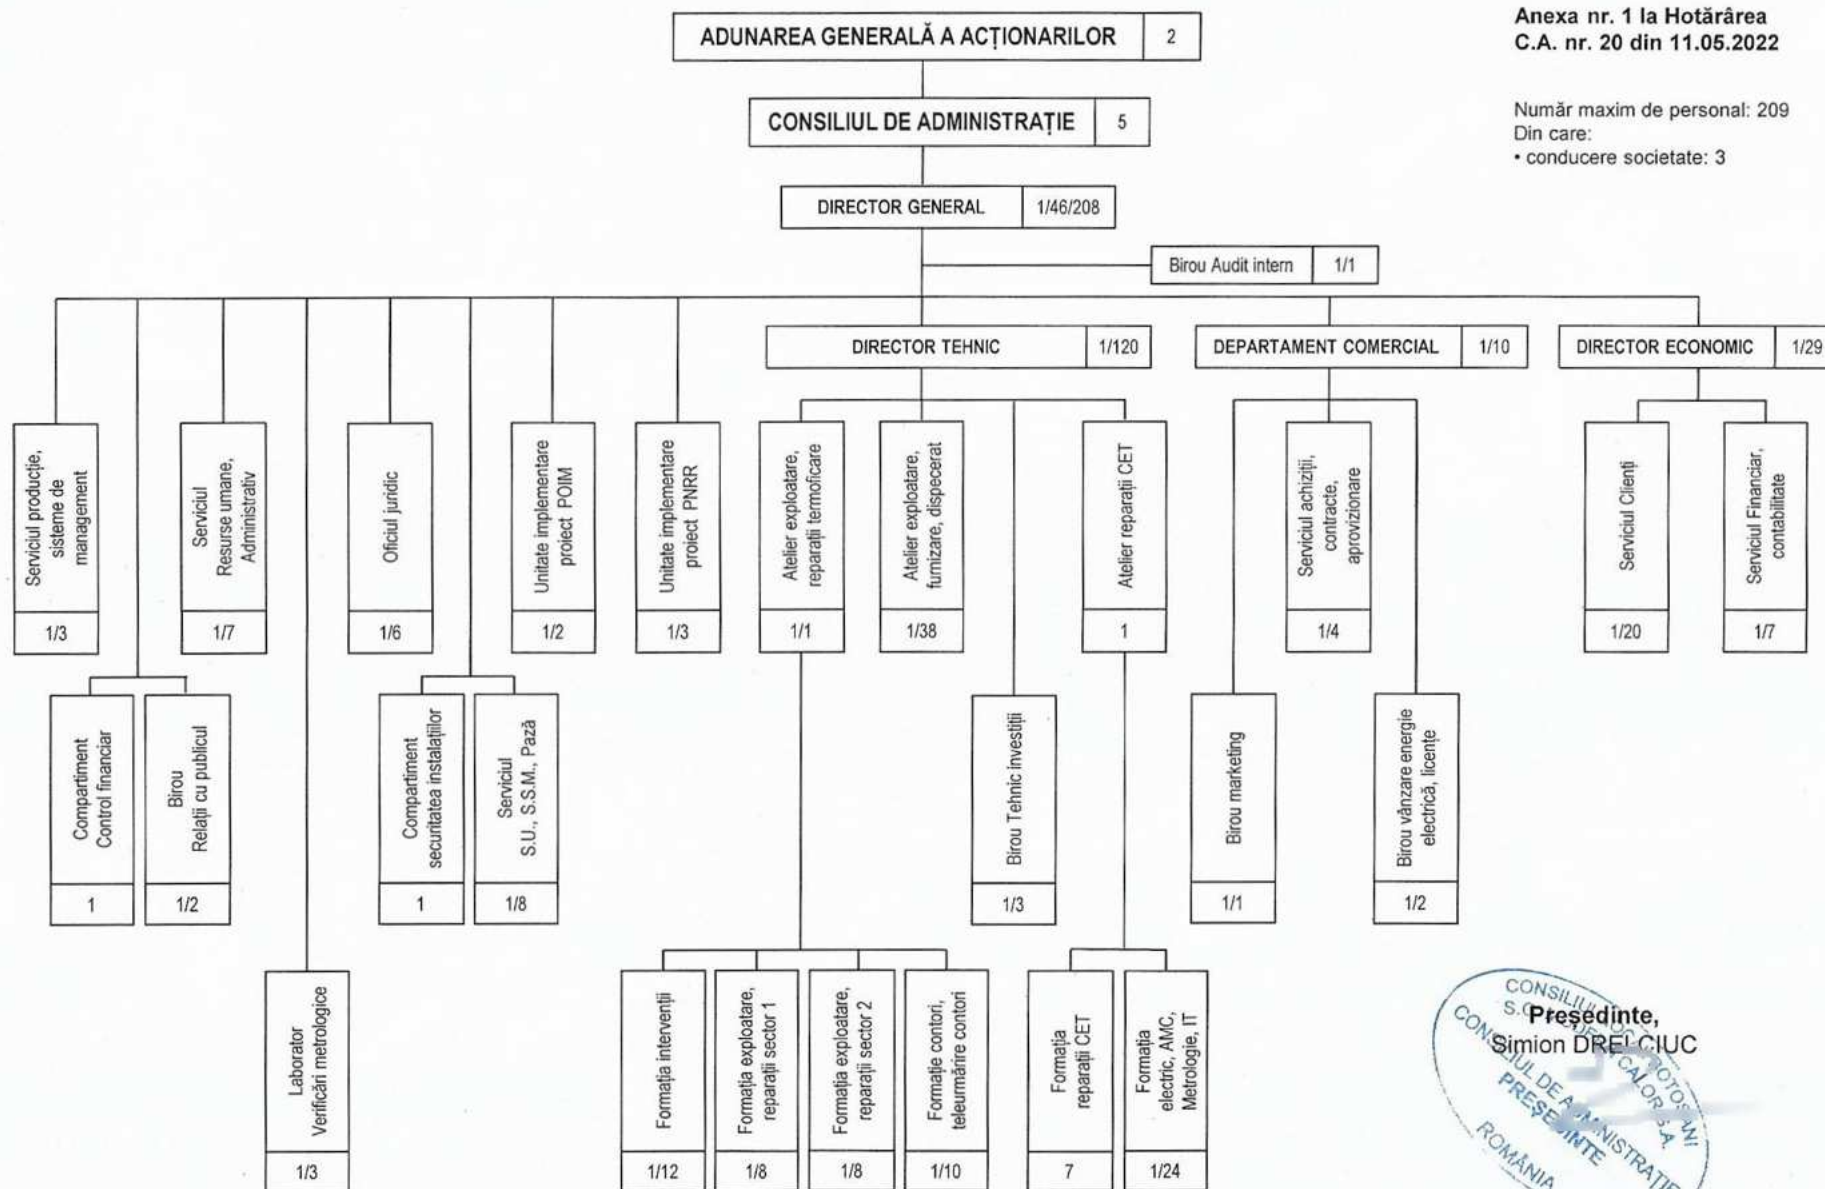 Anexa nr. 1 la Hotărârea
C.A. nr. 20 din 11.05.2022
Număr maxim de personal: 209
Din care:
• conducere societate: 3
ADUNAREA GENERALĂ A ACȚIONARILOR 2
CONSILIUL DE ADMINISTRAȚIE 5
DIRECTOR GENERAL 1/46/208
Birou Audit intern 1/1
DIRECTOR TEHNIC 1/120
DEPARTAMENT COMERCIAL 1/10
DIRECTOR ECONOMIC 1/29
Serviciul producție,
sisteme de
management
1/3
Serviciul
Resurse umane,
Administrativ
1/7
Oficiul juridic
1/6
Unitate implementare
proiect POIM
1/2
Unitate implementare
proiect PNRR
1/3
Atelier exploatare,
reparații termoficare
1/1
Atelier exploatare,
furnizare, dispecerat
1/38
Atelier reparații CET
1
Serviciul achiziții,
contracte,
aprovizionare
1/4
Serviciul Clienți
1/20
Serviciul Financiar,
contabilitate
1/7
Compartiment
Control financiar
1
Birou
Relații cu publicul
1/2
Compartiment
securitatea instalațiilor
1
Serviciul
S.U., S.S.M., Pază
1/8
Birou Tehnic investiții
1/3
Birou marketing
1/1
Birou vânzare energie
electrică, licențe
1/2
Laborator
Verificări metrologice
1/3
Formația intervenții
1/12
Formația exploatare,
reparații sector 1
1/8
Formația exploatare,
reparații sector 2
1/8
Formație contori,
teleurmărire contori
1/10
Formația
reparații CET
7
Formația
electric, AMC,
Metrologie, IT
1/24
Președinte,
Simion DRELCIUC
CONSILIUL DE ADMINISTRAȚIE
PREȘEDINTE
ROMÂNIA